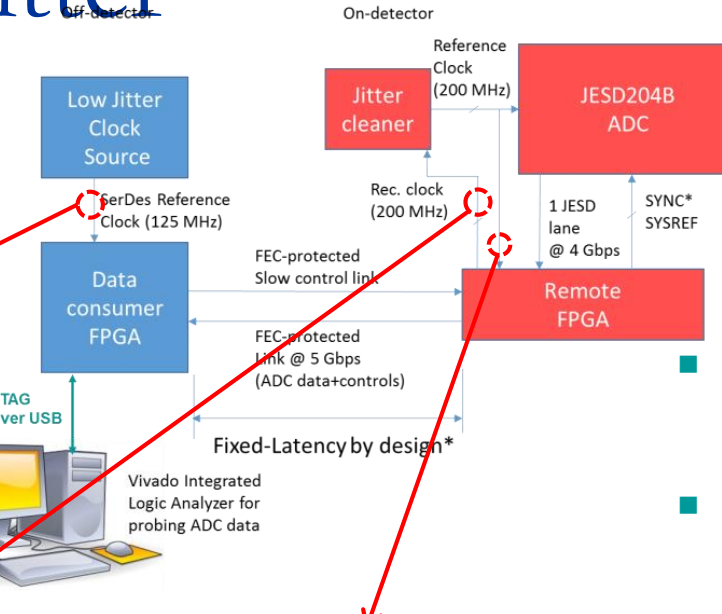 itter
Off-detector
On-detector
Low Jitter
Clock
Source
Jitter
cleaner
Reference
Clock
(200 MHz)
JESD204B
ADC
SerDes Reference
Clock (125 MHz)
Rec. clock
(200 MHz)
1 JESD
lane
@ 4 Gbps
SYNC*
SYSREF
Data
consumer
FPGA
FEC-protected
Slow control link
Remote
FPGA
FEC-protected
Link @ 5 Gbps
(ADC data+controls)
TAG
ver USB
Fixed-Latency by design*
Vivado Integrated
Logic Analyzer for
probing ADC data